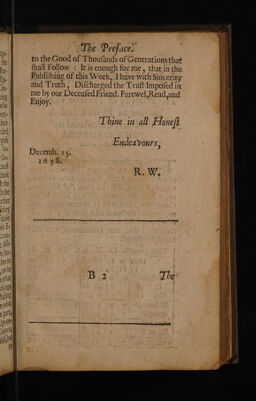 The Preface.
to the Good of Thousands of Generations that
shall Follow: It is enough for me, that in the
Publishing of this Work, I have with Sincerity
and Truth, Discharged the Trust Imposed in
me by our Deceased Friend. Farewel, Read, and
Enjoy.
Thine in all Honest
Endeavours,
Decemb. 15.
1658.
R. W.
B 2
The